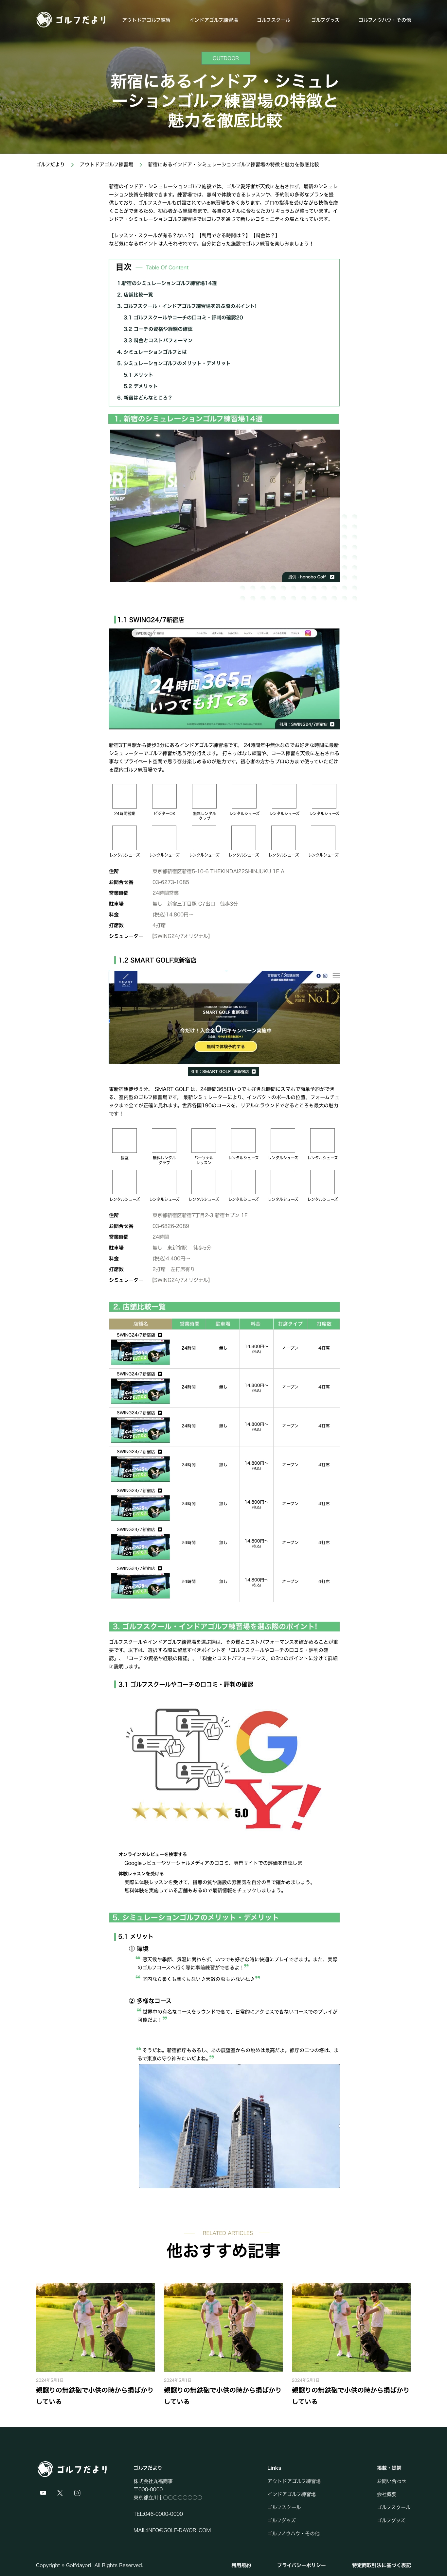 ゴルフだより
アウトドアゴルフ練習
インドアゴルフ練習場
ゴルフスクール
ゴルフグッズ
ゴルフノウハウ・その他
OUTDOOR
新宿にあるインドア・シミュレ
ーションゴルフ練習場の特徴と
魅力を徹底比較
ゴルフだより > アウトドアゴルフ練習場 > 新宿にあるインドア・シミュレーションゴルフ練習場の特徴と魅力を徹底比較
新宿のインドア・シミュレーションゴルフ施設では、ゴルフ愛好者が天候に左右されず、最新のシミュレ
ーション技術を体験できます。練習場では、無料で体験できるレッスンや、予約制の多彩なプランを提
供しており、ゴルフスクールも併設されている練習場も多くあります。プロの指導を受けながら技術を磨
くことができるため、初心者から経験者まで、各自のスキルに合わせたカリキュラムが整っています。イ
ンドア・シミュレーションゴルフ練習場ではゴルフを通じて新しいコミュニティの場となっています。
【レッスン・スクールが有る?ない？】【利用できる時間は？】【料金は？】
など気になるポイントは人それぞれです。自分に合った施設でゴルフ練習を楽しみましょう！
目次 Table Of Content
1.新宿のシミュレーションゴルフ練習場14選
2. 店舗比較一覧
3. ゴルフスクール・インドアゴルフ練習場を選ぶ際のポイント!
3.1 ゴルフスクールやコーチの口コミ・評判の確認20
3.2 コーチの資格や経験の確認
3.3 料金とコストパフォーマン
4. シミュレーションゴルフとは
5. シミュレーションゴルフのメリット・デメリット
5.1 メリット
5.2 デメリット
6. 新宿はどんなところ？
1. 新宿のシミュレーションゴルフ練習場14選
提供：hanabo Golf
1.1 SWING24/7新宿店
24時間365日
いつでも打てる
引用：SWING24/7新宿店
新宿3丁目駅から徒歩3分にあるインドアゴルフ練習場です。 24時間年中無休なのでお好きな時間に最新
シミュレーターでゴルフ練習が思う存分行えます。 打ちっぱなし練習や、コース練習を天候に左右される
事なくプライベート空間で思う存分楽しめるのが魅力です。初心者の方からプロの方まで使っていただけ
る屋内ゴルフ練習場です。
24時間営業
ビジターOK
無料レンタル
クラブ
レンタルシューズ
レンタルシューズ
レンタルシューズ
レンタルシューズ
レンタルシューズ
レンタルシューズ
レンタルシューズ
レンタルシューズ
レンタルシューズ
住所 東京都新宿区新宿5-10-6 THEKINDAIZZSHINJUKU 1F A
お問合せ番 03-6273-1085
営業時間 24時間営業
駐車場 無し 新宿三丁目駅 C7出口 徒歩3分
料金 (税込)14.800円～
打席数 4打席
シミュレーター 【SWING24/7オリジナル】
1.2 SMART GOLF東新宿店
SMART GOLF
INDOOR・SIMULATION GOLF
SMART GOLF 東新宿店
No.1
今だけ！入会金0円キャンペーン実施中
無料で体験予約する
引用：SMART GOLF 東新宿店
東新宿駅徒歩５分。 SMART GOLF は、24時間365日いつでも好きな時間にスマホで簡単予約ができ
る、室内型のゴルフ練習場です。 最新シミュレーターにより、インパクトのボールの位置、フォームチェ
ックまで全てが正確に見れます。世界各国190のコースを、リアルにラウンドできるところも最大の魅力
です！
個室
無料レンタル
クラブ
パーソナル
レッスン
レンタルシューズ
レンタルシューズ
レンタルシューズ
レンタルシューズ
レンタルシューズ
レンタルシューズ
レンタルシューズ
レンタルシューズ
レンタルシューズ
住所 東京都新宿区新宿7丁目2-3 新宿セブン 1F
お問合せ番 03-6826-2089
営業時間 24時間
駐車場 無し 東新宿駅 徒歩5分
料金 (税込)4.400円～
打席数 2打席 左打席有り
シミュレーター 【SWING24/7オリジナル】
2. 店舗比較一覧
店舗名 営業時間 駐車場 料金 打席タイプ 打席数
SWING24/7新宿店
24時間 無し 14.800円～ オープン 4打席
(税込)
SWING24/7新宿店
24時間 無し 14.800円～ オープン 4打席
(税込)
SWING24/7新宿店
24時間 無し 14.800円～ オープン 4打席
(税込)
SWING24/7新宿店
24時間 無し 14.800円～ オープン 4打席
(税込)
SWING24/7新宿店
24時間 無し 14.800円～ オープン 4打席
(税込)
SWING24/7新宿店
24時間 無し 14.800円～ オープン 4打席
(税込)
SWING24/7新宿店
24時間 無し 14.800円～ オープン 4打席
(税込)
3. ゴルフスクール・インドアゴルフ練習場を選ぶ際のポイント!
ゴルフスクールやインドアゴルフ練習場を選ぶ際は、その質とコストパフォーマンスを確かめることが重
要です。以下は、選択する際に留意すべきポイントを「ゴルフスクールやコーチの口コミ・評判の確
認」、「コーチの資格や経験の確認」、「料金とコストパフォーマンス」の3つのポイントに分けて詳細
に説明します。
3.1 ゴルフスクールやコーチの口コミ・評判の確認
G
Y!
5.0
オンラインのレビューを検索する
Googleレビューやソーシャルメディアの口コミ、専門サイトでの評価を確認しま
体験レッスンを受ける
実際に体験レッスンを受けて、指導の質や施設の雰囲気を自分の目で確かめましょう。
無料体験を実施している店舗もあるので最新情報をチェックしましょう。
5. シミュレーションゴルフのメリット・デメリット
5.1 メリット
① 環境
❝ 悪天候や季節、気温に関わらず、いつでも好きな時に快適にプレイできます。また、実際
のゴルフコースへ行く際に事前練習ができるよ！❞
❝ 室内なら暑くも寒くもない♪天敵の虫もいないね♪❞
② 多様なコース
❝ 世界中の有名なコースをラウンドできて、日常的にアクセスできないコースでのプレイが
可能だよ！❞
❝ そうだね。新宿都庁もあるし、あの展望室からの眺めは最高だよ。都庁の二つの塔は、ま
るで東京の守り神みたいだよね。❞
RELATED ARTICLES
他おすすめ記事
2024年5月1日
親譲りの無鉄砲で小供の時から損ばかり
している
2024年5月1日
親譲りの無鉄砲で小供の時から損ばかり
している
2024年5月1日
親譲りの無鉄砲で小供の時から損ばかり
している
ゴルフだより
ゴルフだより
株式会社丸福商事
〒000-0000
東京都立川市〇〇〇〇〇〇〇〇
TEL:046-0000-0000
MAIL:INFO@GOLF-DAYORI.COM
Links
アウトドアゴルフ練習場
インドアゴルフ練習場
ゴルフスクール
ゴルフグッズ
ゴルフノウハウ・その他
掲載・提携
お問い合わせ
会社概要
ゴルフスクール
ゴルフグッズ
Copyright © Golfdayori All Rights Reserved.
利用規約
プライバシーポリシー
特定商取引法に基づく表記